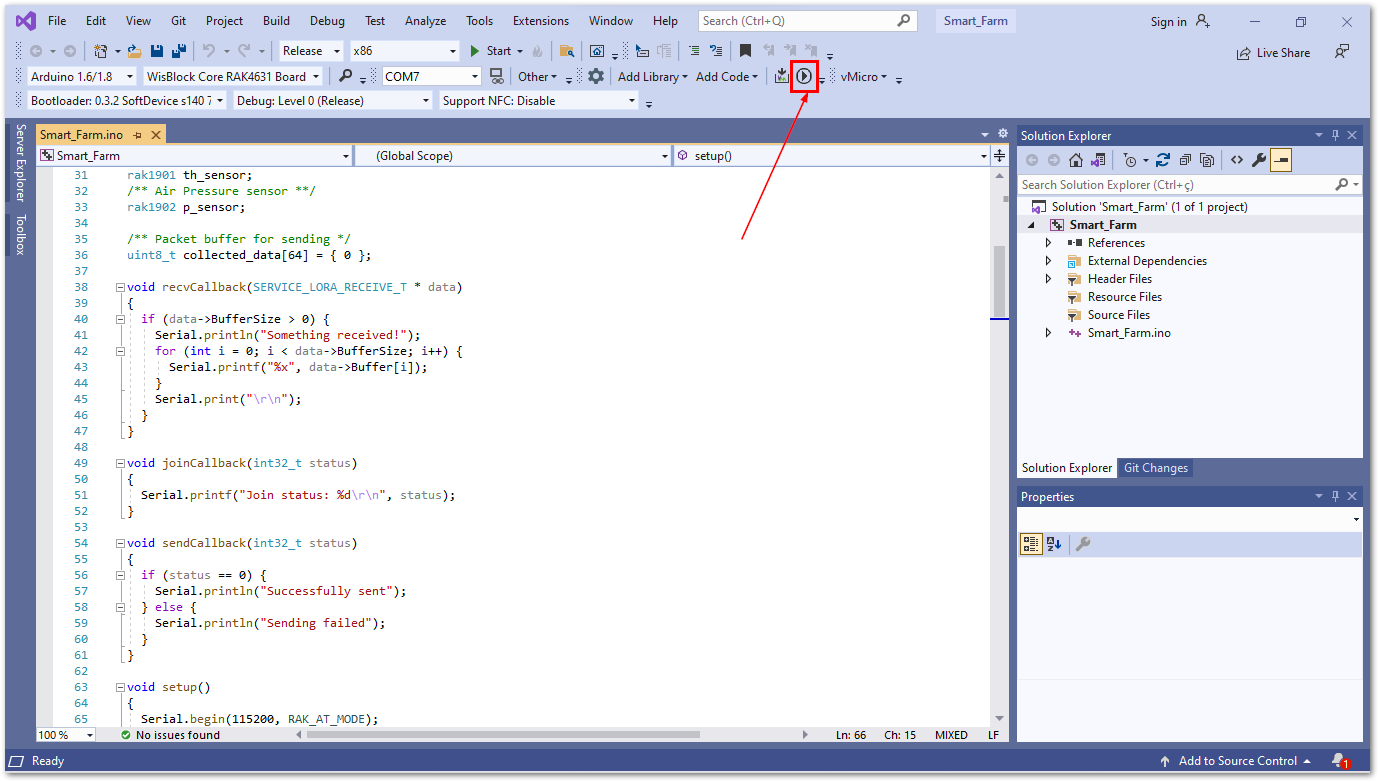 File Edit View Git Project Build Debug Test Analyze Tools Extensions Window Help Search (Ctrl+Q) Smart_Farm Sign in
Release x86 Start Live Share
Arduino 1.6/1.8 WisBlock Core RAK4631 Board COM7 Other Add Library Add Code vMicro
Bootloader: 0.3.2 SoftDevice s140 7 Debug: Level 0 (Release) Support NFC: Disable
Server Explorer
Toolbox
Smart_Farm.ino
Smart_Farm (Global Scope) setup()
31 rak1901 th_sensor;
32 /** Air Pressure sensor **/
33 rak1902 p_sensor;
34
35 /** Packet buffer for sending */
36 uint8_t collected_data[64] = { 0 };
37
38 void recvCallback(SERVICE_LORA_RECEIVE_T * data)
39 {
40 if (data->BufferSize > 0) {
41 Serial.println("Something received!");
42 for (int i = 0; i < data->BufferSize; i++) {
43 Serial.printf("%x", data->Buffer[i]);
44 }
45 Serial.print("\r\n");
46 }
47 }
48
49 void joinCallback(int32_t status)
50 {
51 Serial.printf("Join status: %d\r\n", status);
52 }
53
54 void sendCallback(int32_t status)
55 {
56 if (status == 0) {
57 Serial.println("Successfully sent");
58 } else {
59 Serial.println("Sending failed");
60 }
61 }
62
63 void setup()
64 {
65 Serial.begin(115200, RAK_AT_MODE);
100 % No issues found Ln: 66 Ch: 15 MIXED LF
Solution Explorer
Search Solution Explorer (Ctrl+ç)
Solution 'Smart_Farm' (1 of 1 project)
Smart_Farm
References
External Dependencies
Header Files
Resource Files
Source Files
Smart_Farm.ino
Solution Explorer Git Changes
Properties
Ready Add to Source Control 1